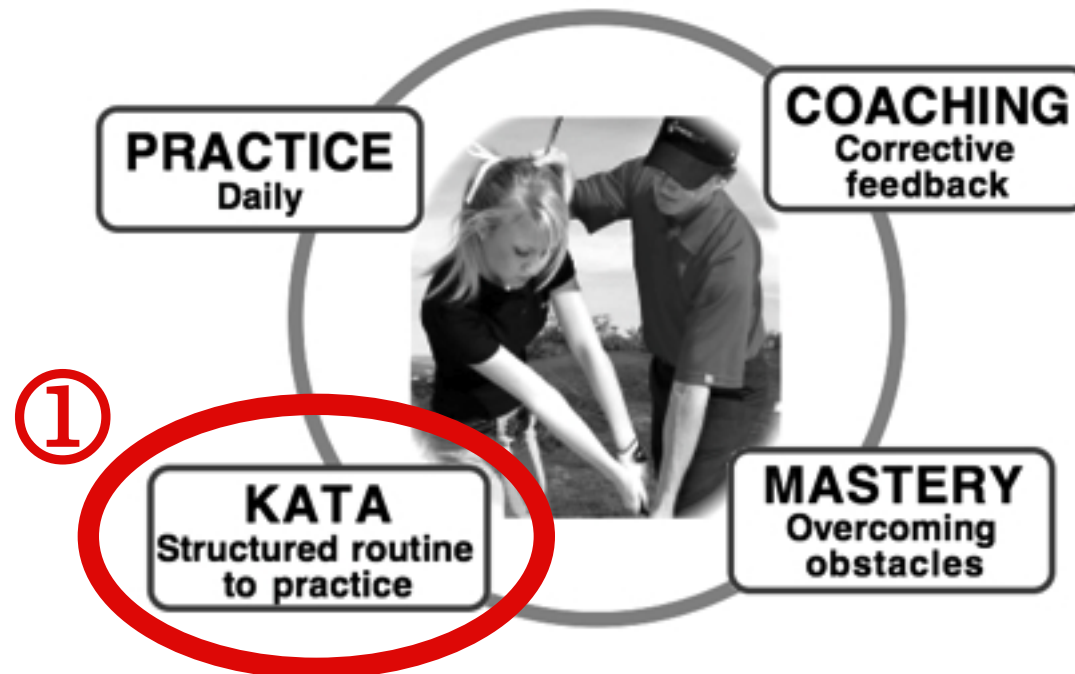 PRACTICE
Daily
COACHING
Corrective
feedback
①
KATA
Structured routine
to practice
MASTERY
Overcoming
obstacles